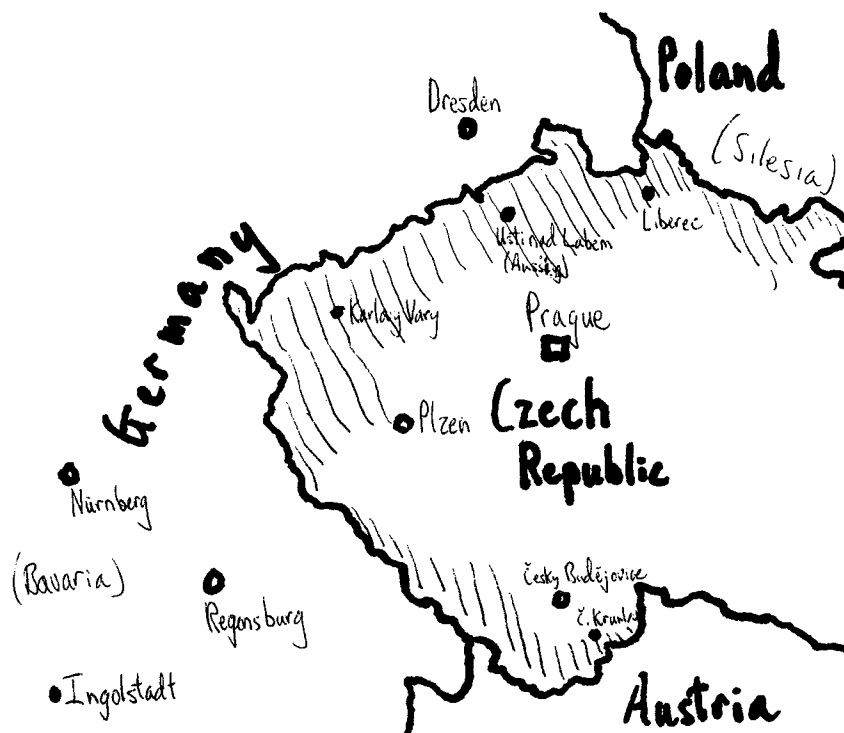 Poland
Dresden
(Silesia)
Liberec
Ústí nad Labem
(Aussig)
Germany
Karlovy Vary
Prague
Plzen
Czech
Republic
Nürnberg
(Bavaria)
Česky Budějovice
Regensburg
Č. Krumlov
Ingolstadt
Austria